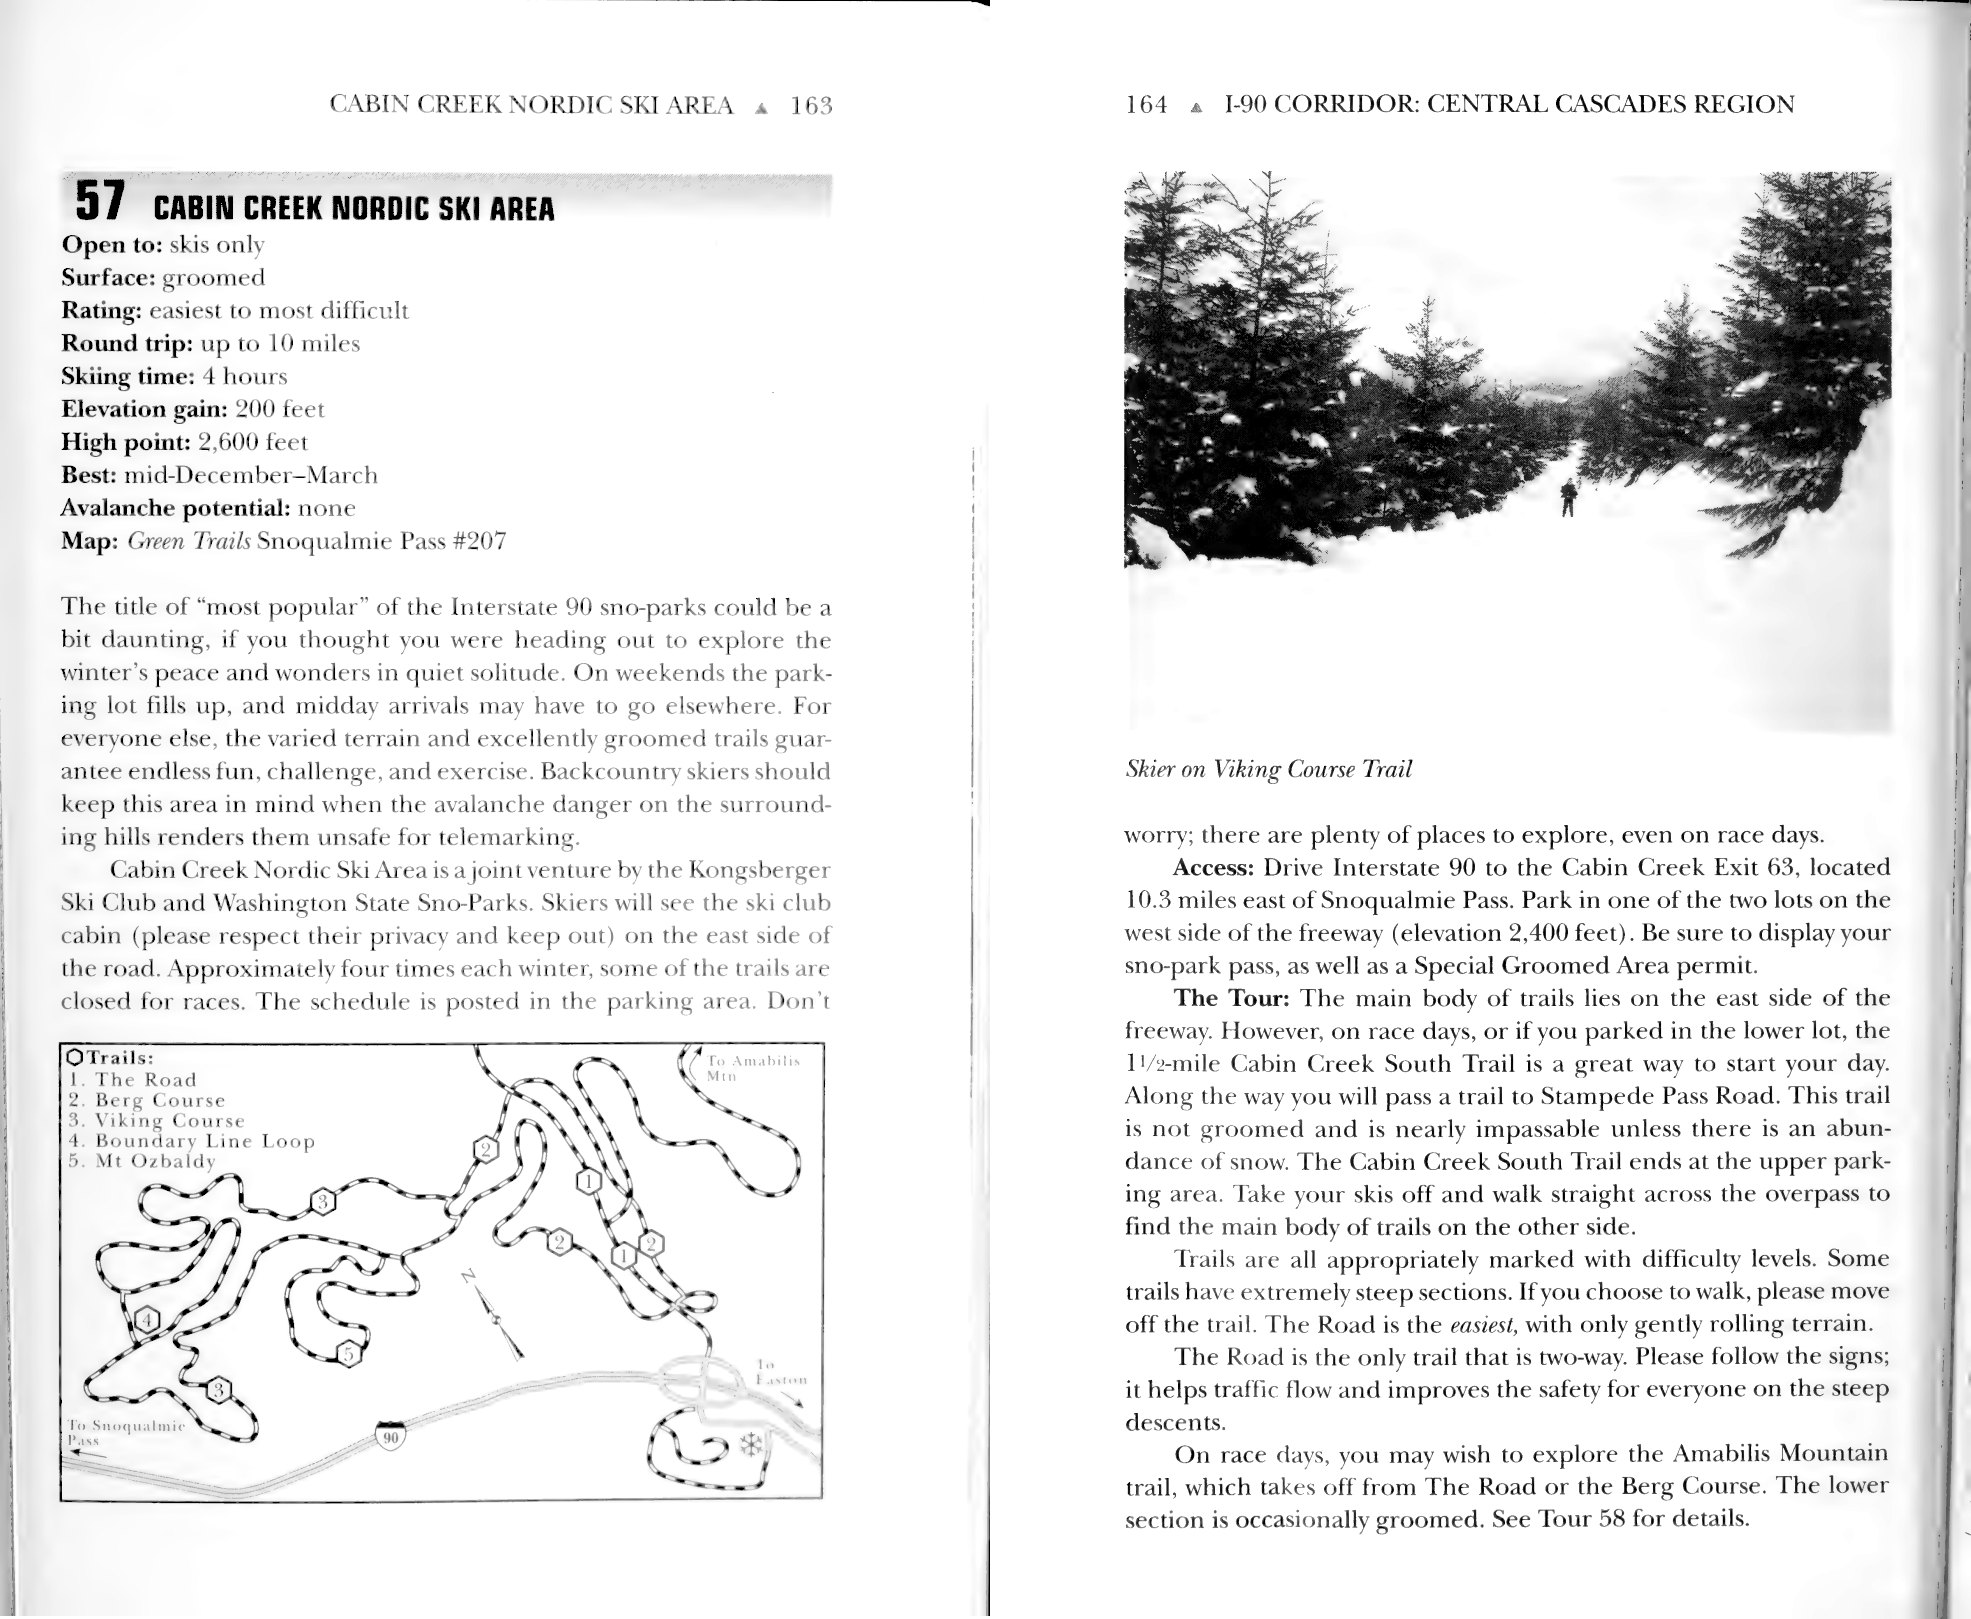 CABIN CREEK NORDIC SKI AREA ▲ 163
57 CABIN CREEK NORDIC SKI AREA
Open to: skis only
Surface: groomed
Rating: easiest to most difficult
Round trip: up to 10 miles
Skiing time: 4 hours
Elevation gain: 200 feet
High point: 2,600 feet
Best: mid-December–March
Avalanche potential: none
Map: Green Trails Snoqualmie Pass #207
The title of “most popular” of the Interstate 90 sno-parks could be a
bit daunting, if you thought you were heading out to explore the
winter’s peace and wonders in quiet solitude. On weekends the park-
ing lot fills up, and midday arrivals may have to go elsewhere. For
everyone else, the varied terrain and excellently groomed trails guar-
antee endless fun, challenge, and exercise. Backcountry skiers should
keep this area in mind when the avalanche danger on the surround-
ing hills renders them unsafe for telemarking.
Cabin Creek Nordic Ski Area is a joint venture by the Kongsberger
Ski Club and Washington State Sno-Parks. Skiers will see the ski club
cabin (please respect their privacy and keep out) on the east side of
the road. Approximately four times each winter, some of the trails are
closed for races. The schedule is posted in the parking area. Don’t
Trails:
1. The Road
2. Berg Course
3. Viking Course
4. Boundary Line Loop
5. Mt Ozbaldy
To Amabilis
Mtn
2
1
3
2
2
1
N
4
5
3
To
Easton
To Snoqualmie
Pass
90
164 ▲ I-90 CORRIDOR: CENTRAL CASCADES REGION
Skier on Viking Course Trail
worry; there are plenty of places to explore, even on race days.
Access: Drive Interstate 90 to the Cabin Creek Exit 63, located
10.3 miles east of Snoqualmie Pass. Park in one of the two lots on the
west side of the freeway (elevation 2,400 feet). Be sure to display your
sno-park pass, as well as a Special Groomed Area permit.
The Tour: The main body of trails lies on the east side of the
freeway. However, on race days, or if you parked in the lower lot, the
1 1/2-mile Cabin Creek South Trail is a great way to start your day.
Along the way you will pass a trail to Stampede Pass Road. This trail
is not groomed and is nearly impassable unless there is an abun-
dance of snow. The Cabin Creek South Trail ends at the upper park-
ing area. Take your skis off and walk straight across the overpass to
find the main body of trails on the other side.
Trails are all appropriately marked with difficulty levels. Some
trails have extremely steep sections. If you choose to walk, please move
off the trail. The Road is the easiest, with only gently rolling terrain.
The Road is the only trail that is two-way. Please follow the signs;
it helps traffic flow and improves the safety for everyone on the steep
descents.
On race days, you may wish to explore the Amabilis Mountain
trail, which takes off from The Road or the Berg Course. The lower
section is occasionally groomed. See Tour 58 for details.